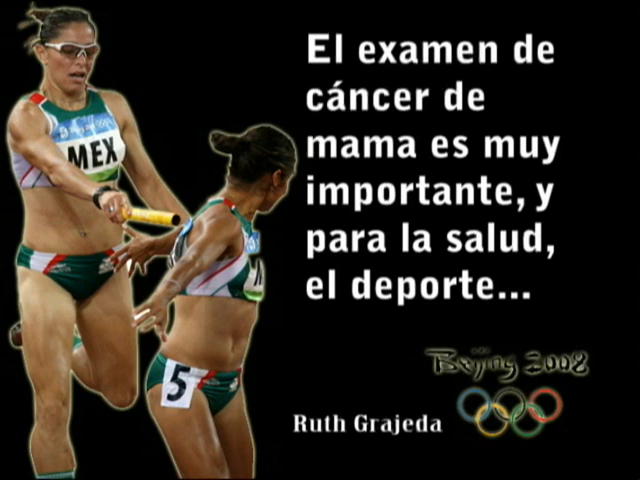 El examen de
cáncer de
mama es muy
importante, y
para la salud,
el deporte...
Beijing 2008
Ruth Grajeda
MEX
5